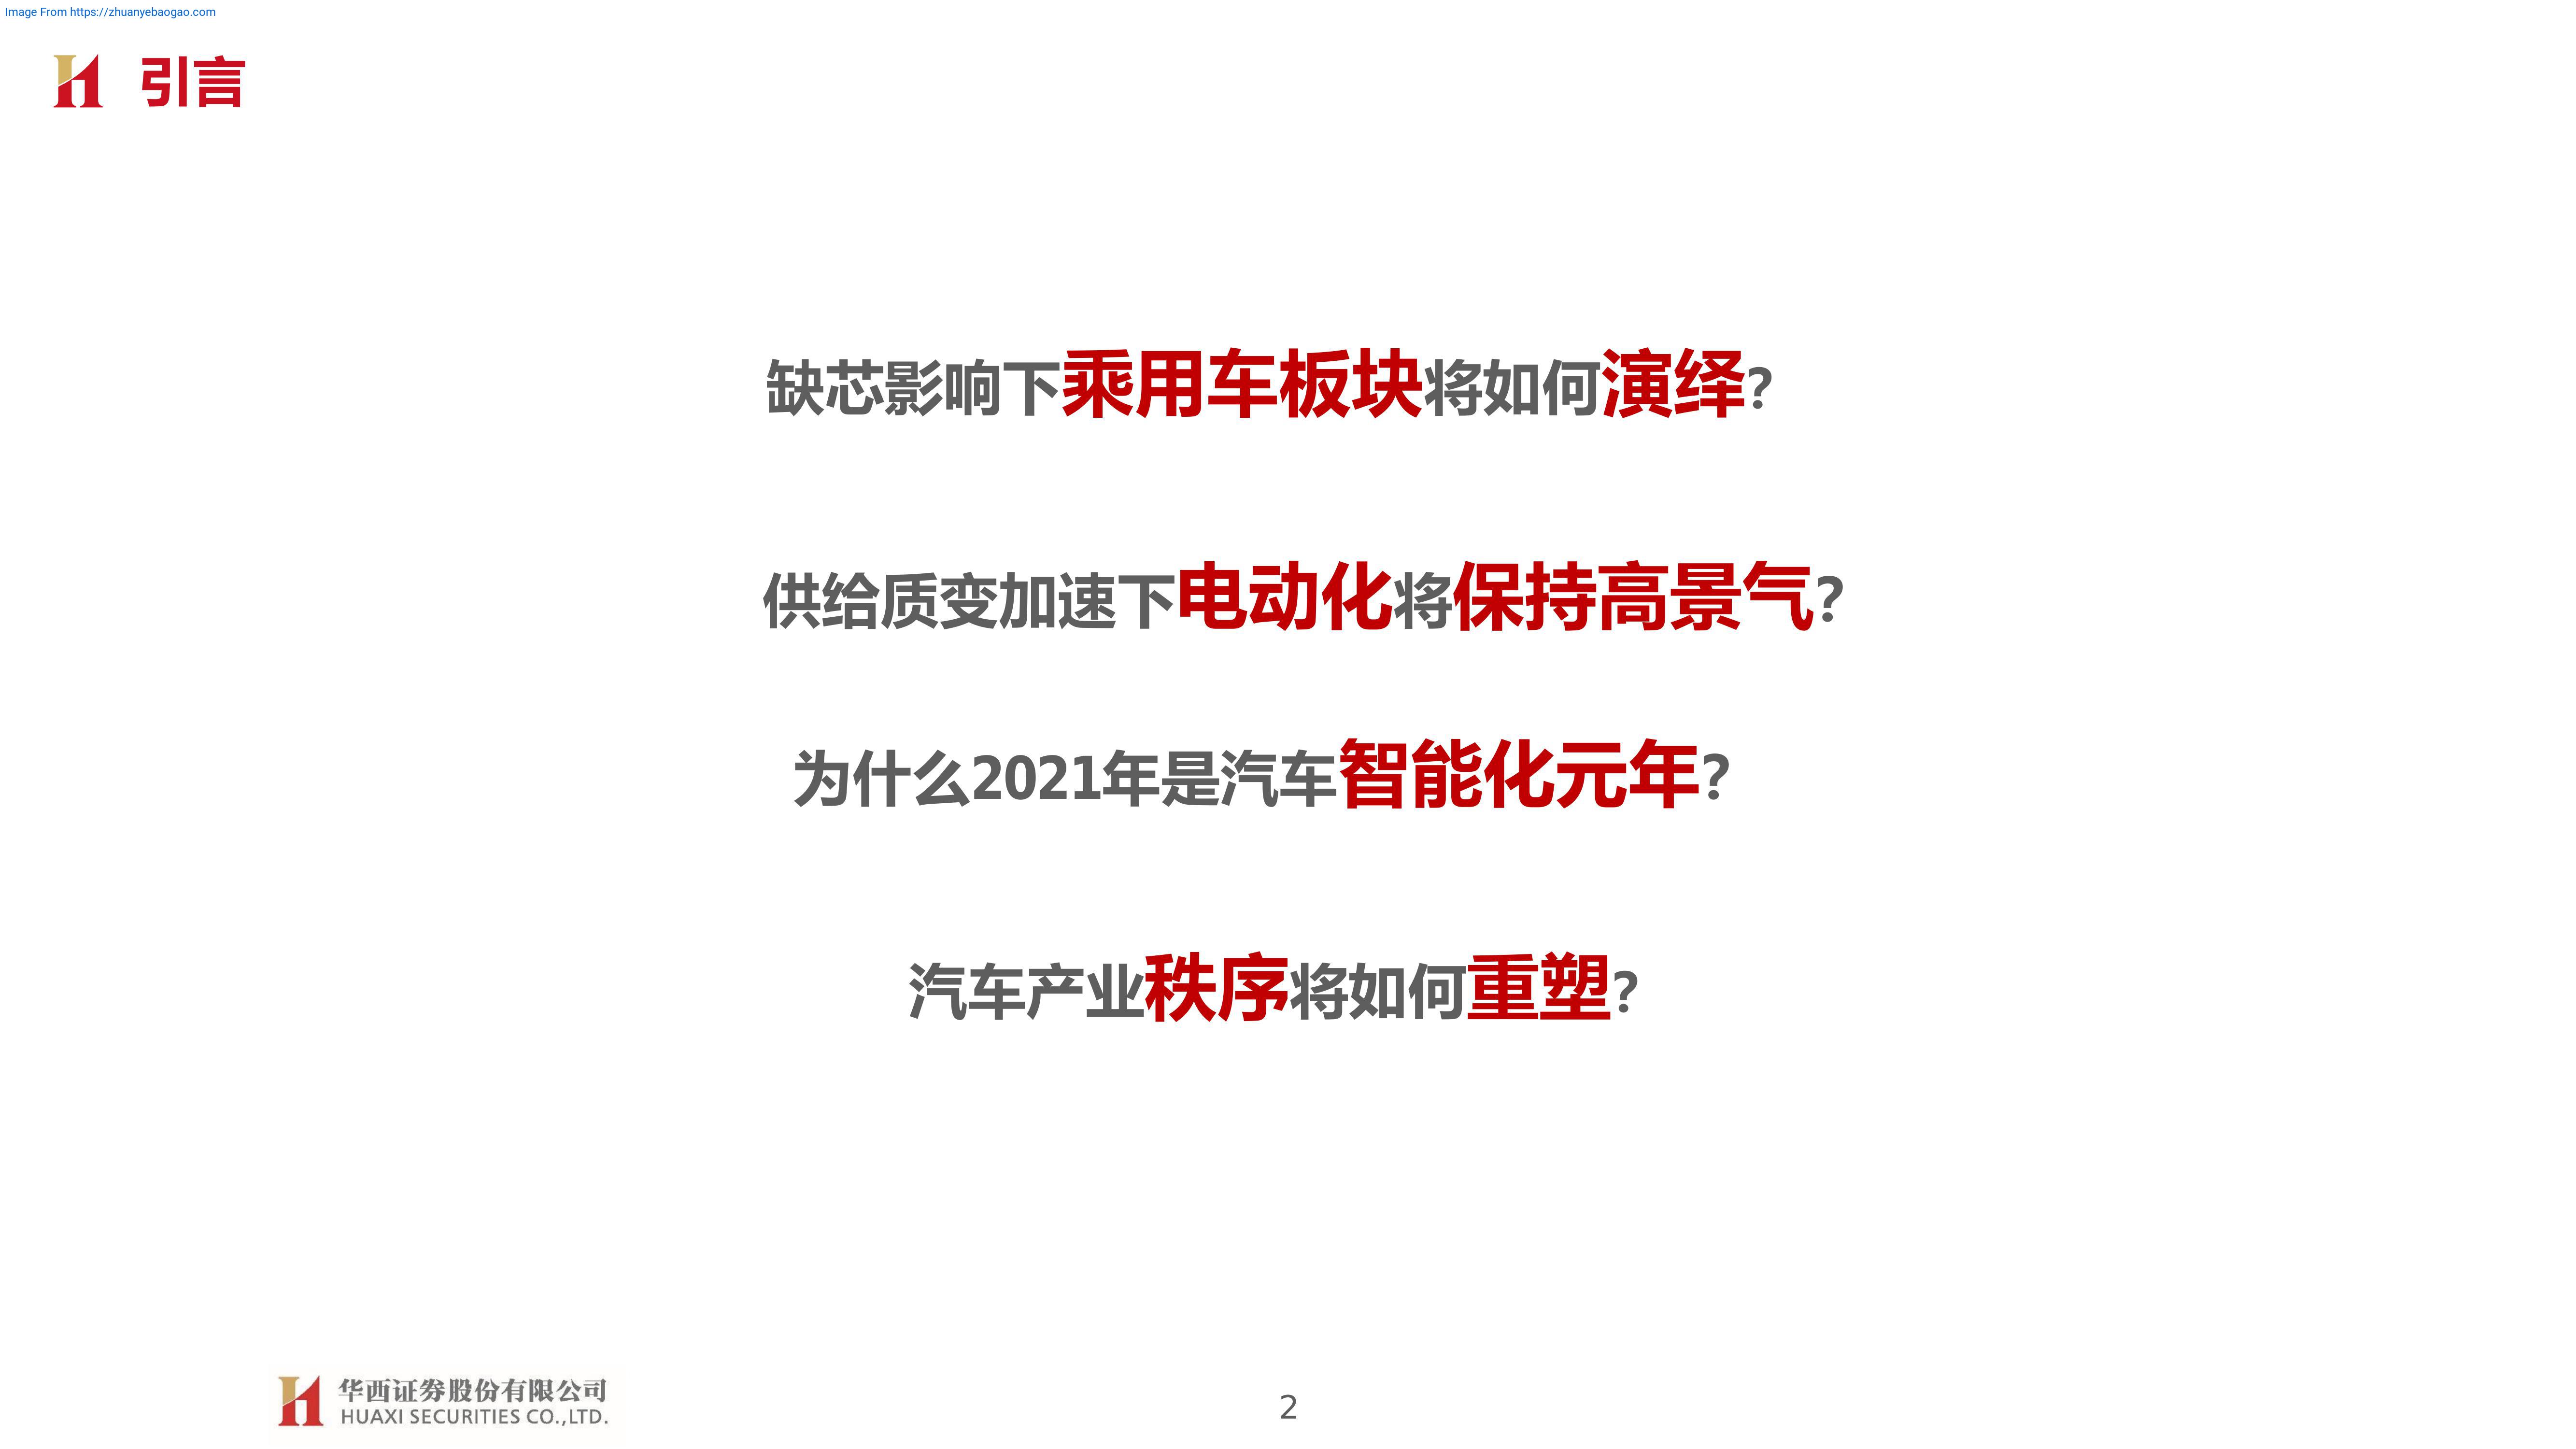 Image From https://zhuanyebaogao.com
引言
缺芯影响下乘用车板块将如何演绎?
供给质变加速下电动化将保持高景气?
为什么2021年是汽车智能化元年?
汽车产业秩序将如何重塑?
华西证券股份有限公司
HUAXI SECURITIES CO.,LTD.
2